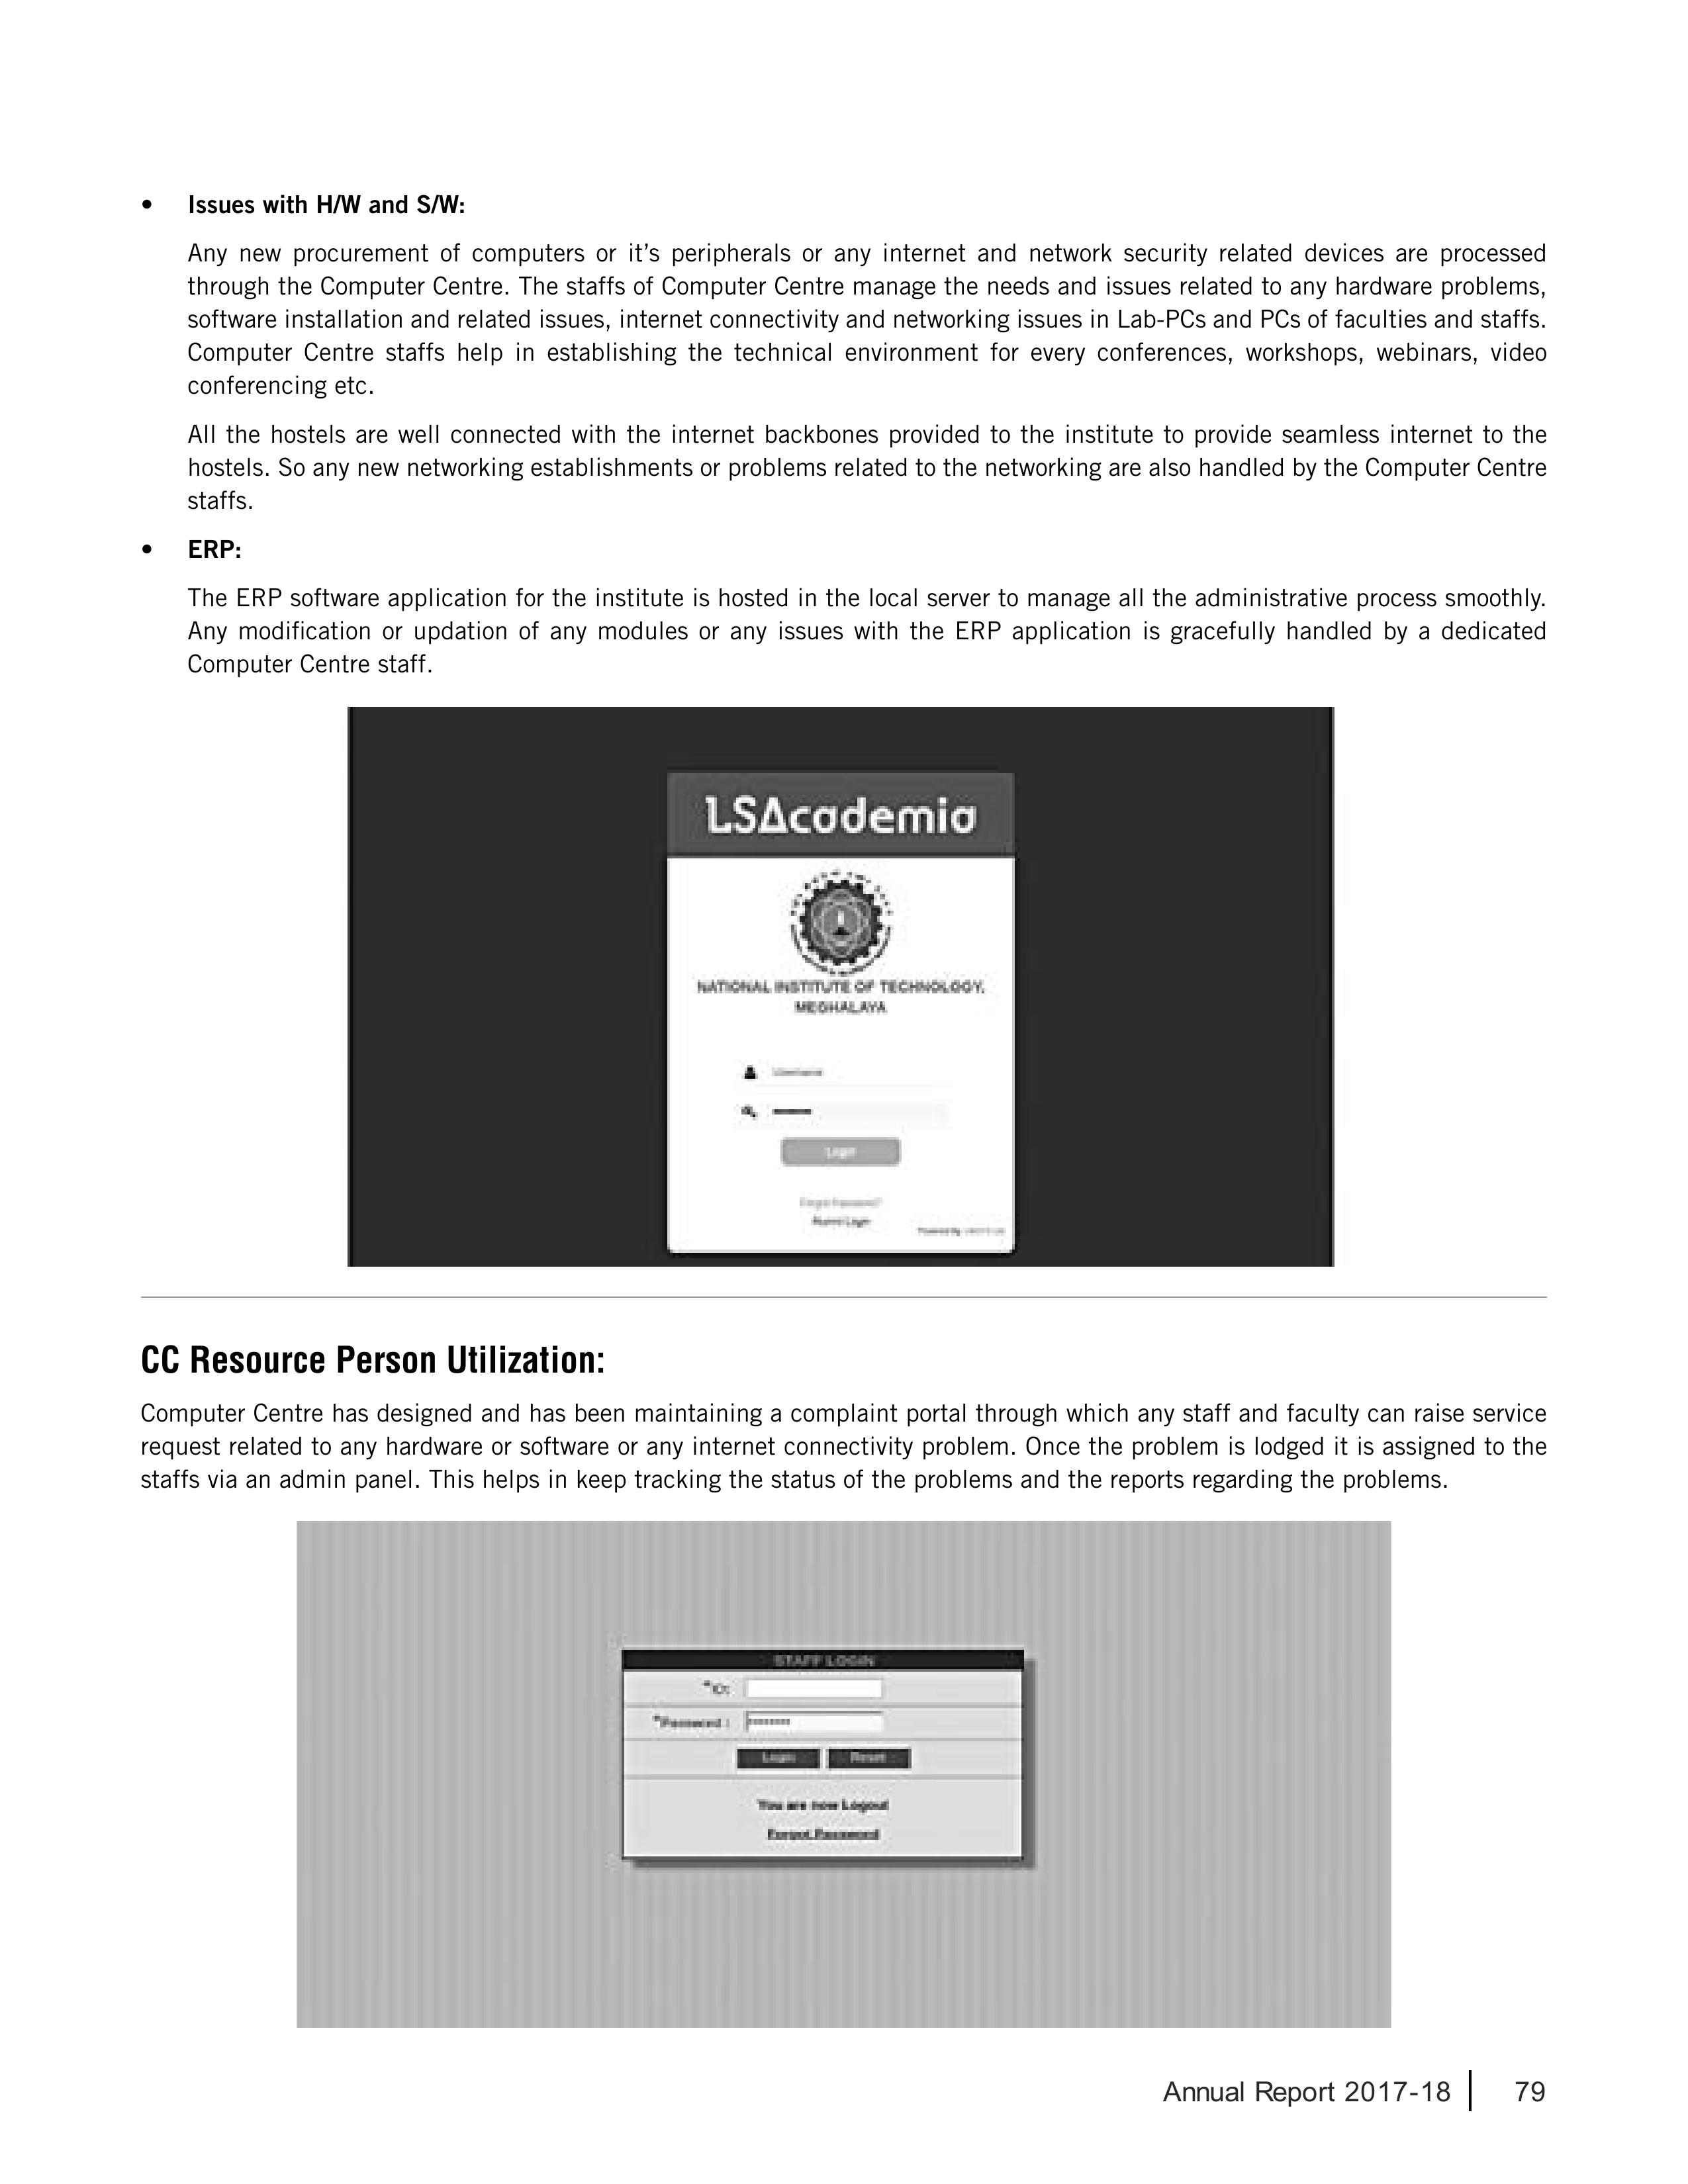 • Issues with H/W and S/W:
Any new procurement of computers or it’s peripherals or any internet and network security related devices are processed
through the Computer Centre. The staffs of Computer Centre manage the needs and issues related to any hardware problems,
software installation and related issues, internet connectivity and networking issues in Lab-PCs and PCs of faculties and staffs.
Computer Centre staffs help in establishing the technical environment for every conferences, workshops, webinars, video
conferencing etc.
All the hostels are well connected with the internet backbones provided to the institute to provide seamless internet to the
hostels. So any new networking establishments or problems related to the networking are also handled by the Computer Centre
staffs.
• ERP:
The ERP software application for the institute is hosted in the local server to manage all the administrative process smoothly.
Any modification or updation of any modules or any issues with the ERP application is gracefully handled by a dedicated
Computer Centre staff.
LSAcademia
NATIONAL INSTITUTE OF TECHNOLOGY,
MEGHALAYA
Username
Login
Forgot Password?
Alumni Login
Powered By
CC Resource Person Utilization:
Computer Centre has designed and has been maintaining a complaint portal through which any staff and faculty can raise service
request related to any hardware or software or any internet connectivity problem. Once the problem is lodged it is assigned to the
staffs via an admin panel. This helps in keep tracking the status of the problems and the reports regarding the problems.
STAFF LOGIN
*ID:
*Password :
Login Reset
You are now Logout
Forgot Password
Annual Report 2017-18 79